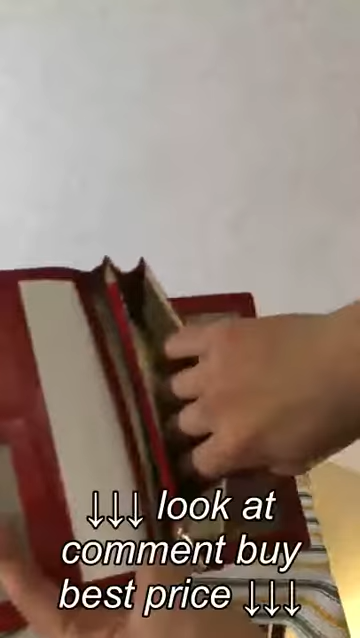 ↓↓↓ look at
comment buy
best price ↓↓↓